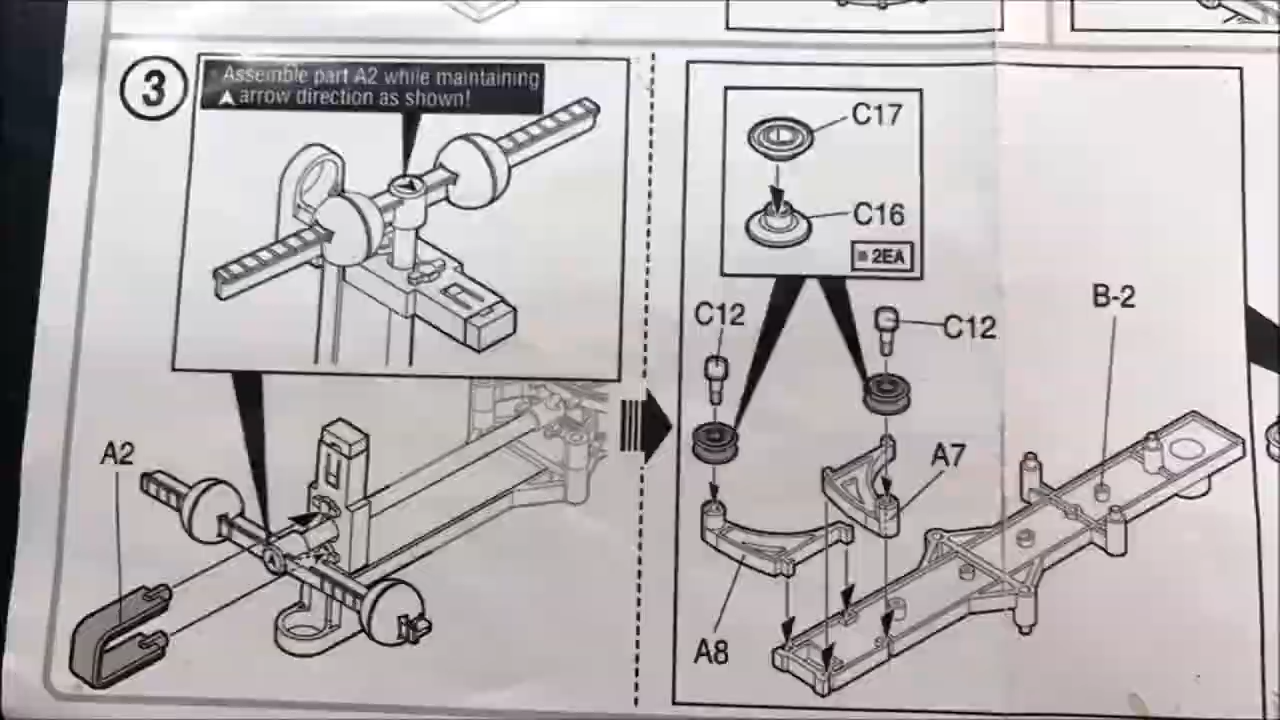 3
Assemble part A2 while maintaining
▲ arrow direction as shown!
A2
C17
C16
2EA
C12
C12
B-2
A7
A8